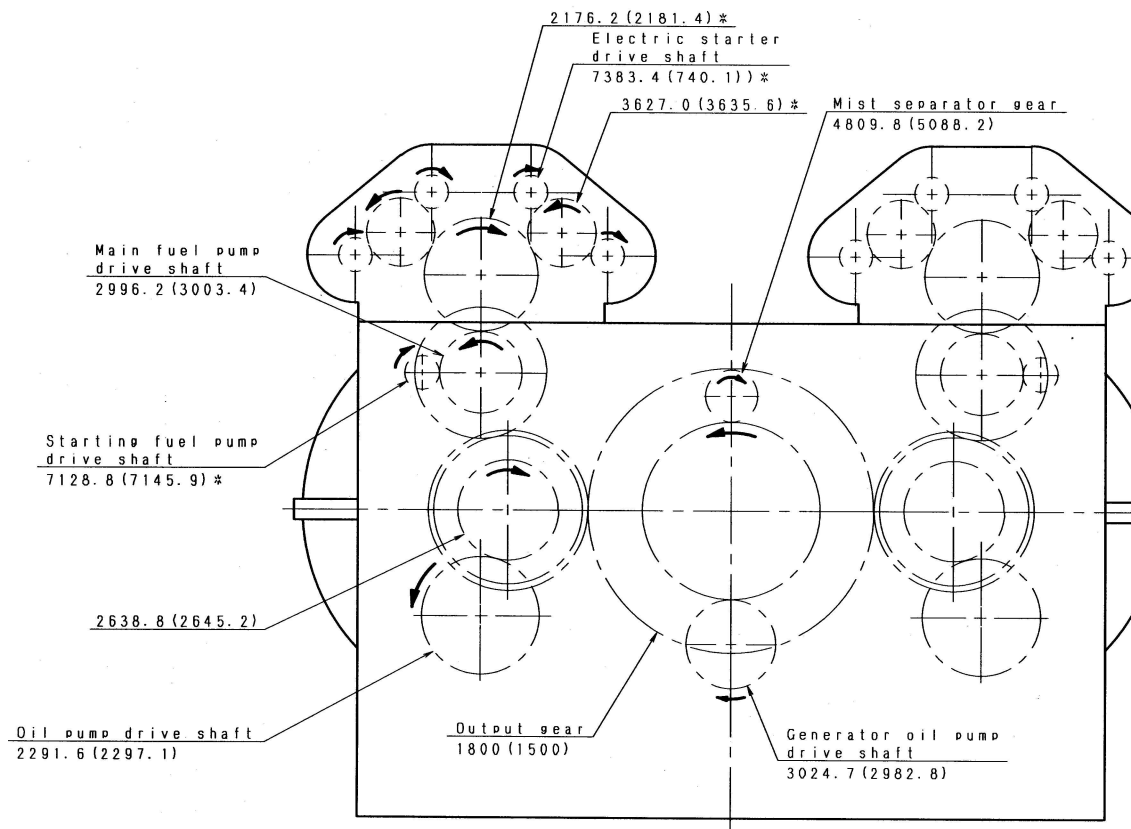 2176.2(2181.4)*
Electric starter
drive shaft
7383.4(740.1))*
3627.0(3635.6)*
Mist separator gear
4809.8(5088.2)
Main fuel pump
drive shaft
2996.2(3003.4)
Starting fuel pump
drive shaft
7128.8(7145.9)*
2638.8(2645.2)
Oil pump drive shaft
2291.6(2297.1)
Output gear
1800(1500)
Generator oil pump
drive shaft
3024.7(2982.8)